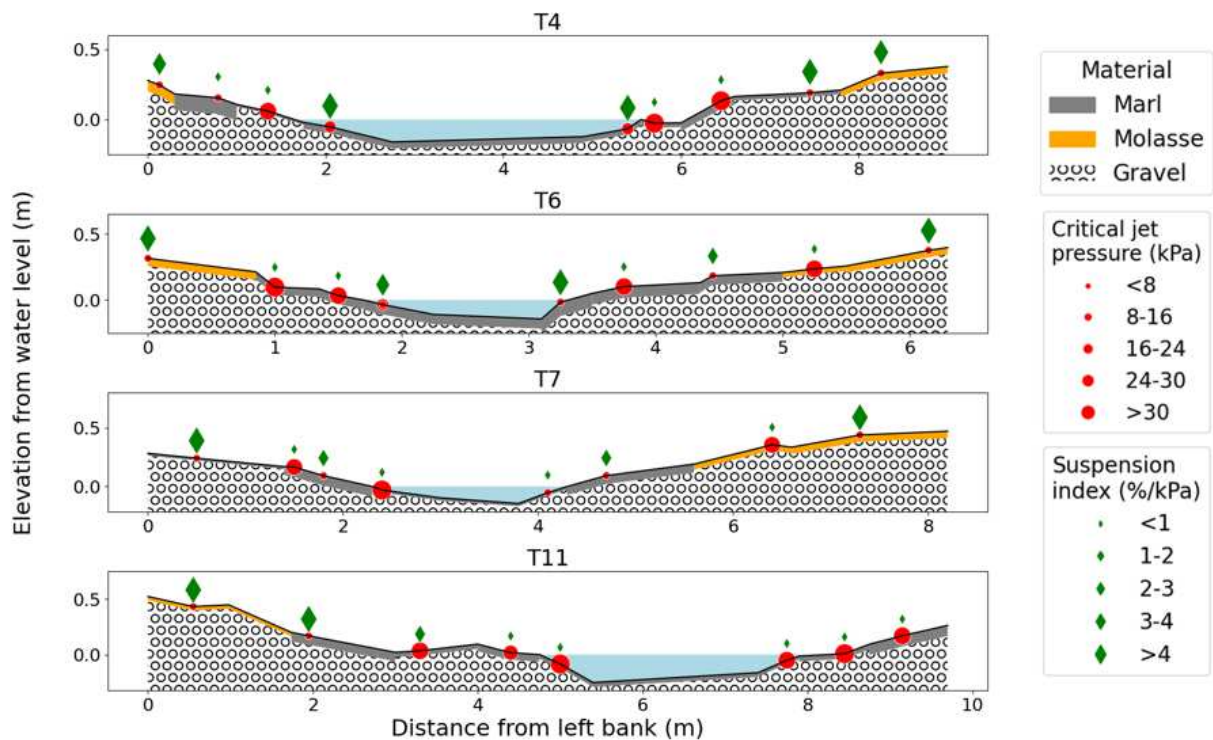 T4
0.5
0.0
0 2 4 6 8
T6
0.5
0.0
0 1 2 3 4 5 6
T7
0.5
0.0
0 2 4 6 8
T11
0.5
0.0
0 2 4 6 8 10
Elevation from water level (m)
Distance from left bank (m)
Material
Marl
Molasse
Gravel
Critical jet
pressure (kPa)
<8
8-16
16-24
24-30
>30
Suspension
index (%/kPa)
<1
1-2
2-3
3-4
>4